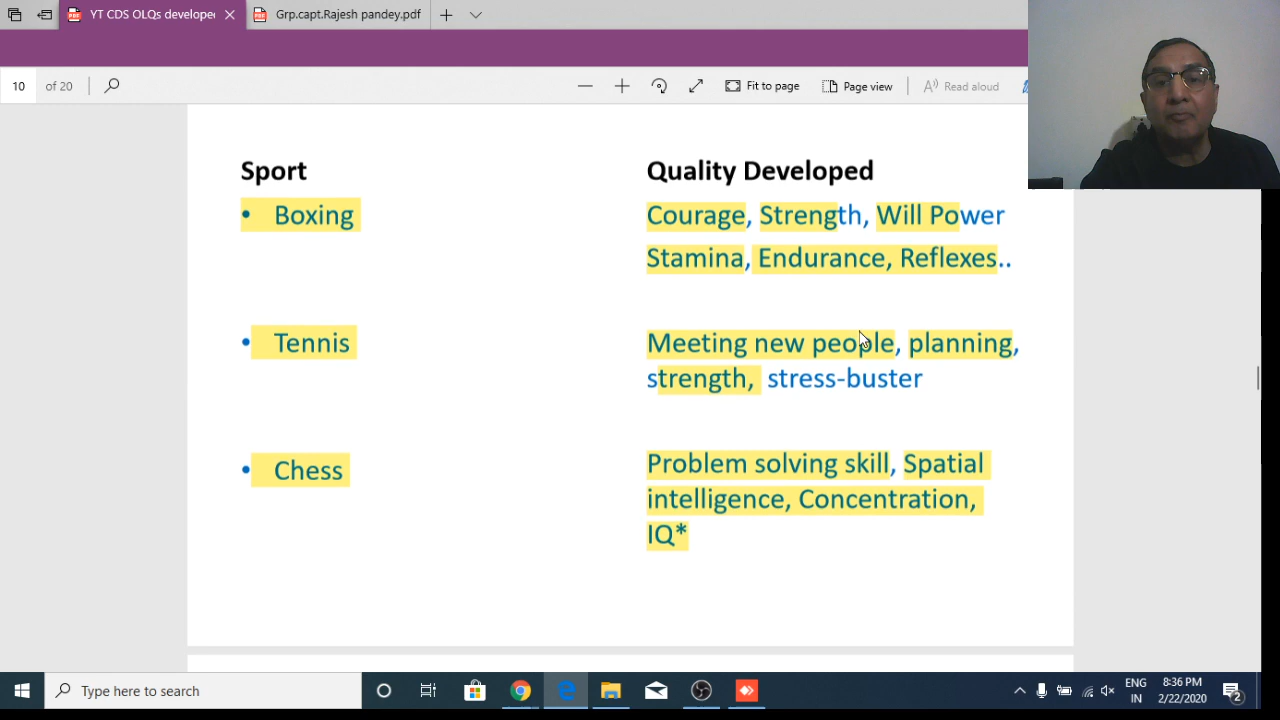 YT CDS OLQs develope
Grp.capt.Rajesh pandey.pdf
10 of 20
Fit to page
Page view
Read aloud
Sport Quality Developed
• Boxing Courage, Strength, Will Power
Stamina, Endurance, Reflexes..
• Tennis Meeting new people, planning,
strength, stress-buster
• Chess Problem solving skill, Spatial
intelligence, Concentration,
IQ*
Type here to search
ENG
IN
8:36 PM
2/22/2020
2